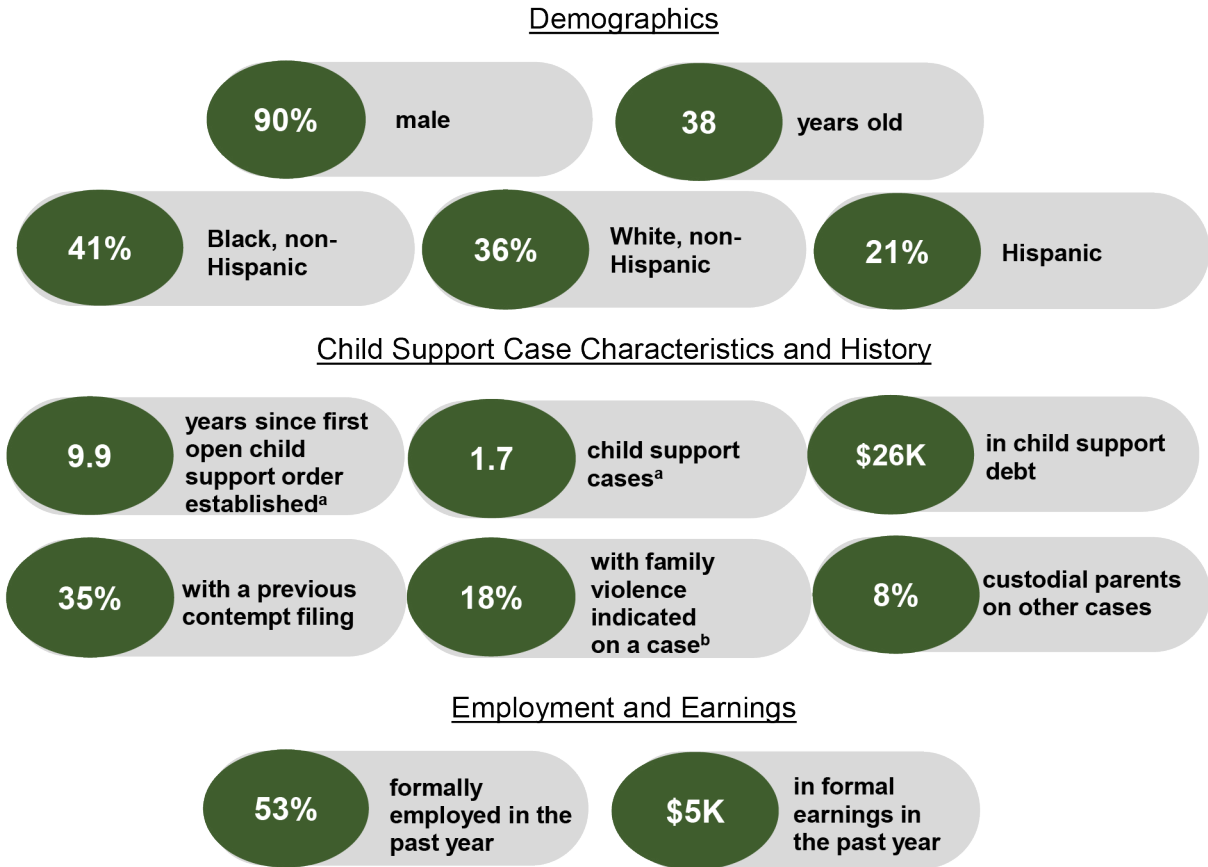 Demographics
90%
male
38
years old
41%
Black, non-
Hispanic
36%
White, non-
Hispanic
21%
Hispanic
Child Support Case Characteristics and History
9.9
years since first
open child
support order
establishedᵃ
1.7
child support
casesᵃ
$26K
in child support
debt
35%
with a previous
contempt filing
18%
with family
violence
indicated
on a caseᵇ
8%
custodial parents
on other cases
Employment and Earnings
53%
formally
employed in the
past year
$5K
in formal
earnings in
the past year